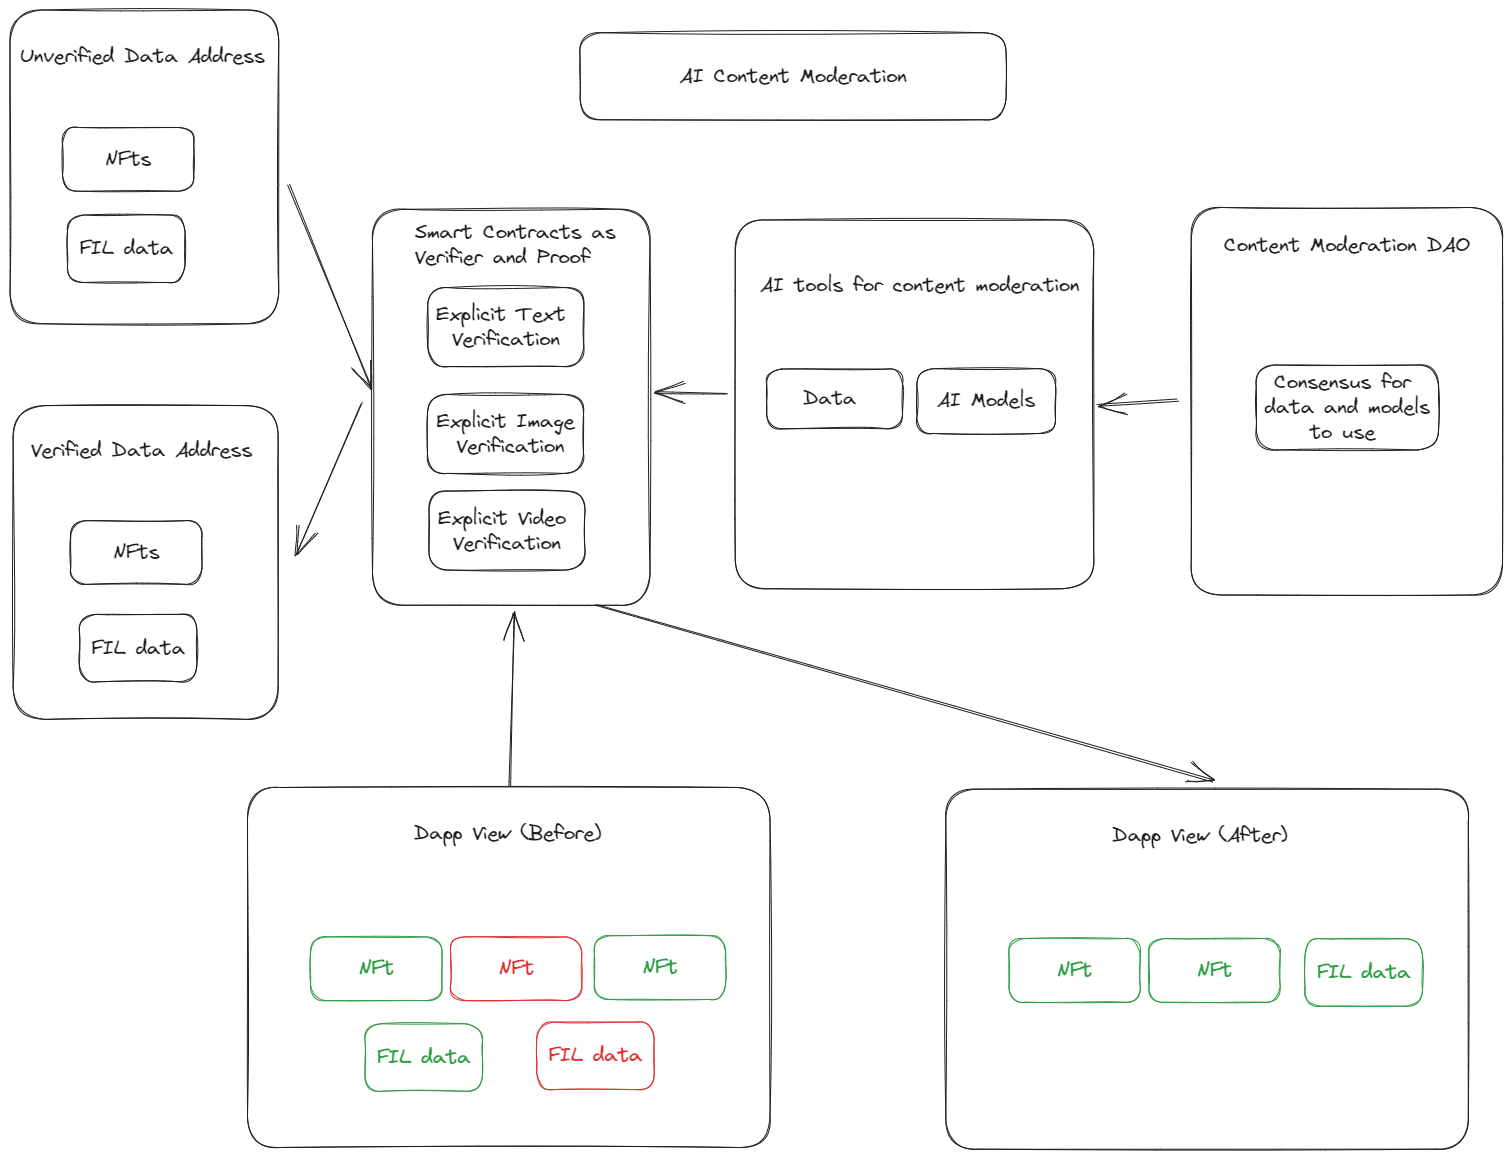 Unverified Data Address
NFts
FIL data
AI Content Moderation
Smart Contracts as
Verifier and Proof
Explicit Text
Verification
Explicit Image
Verification
Explicit Video
Verification
AI tools for content moderation
Data
AI Models
Content Moderation DAO
Consensus for
data and models
to use
Verified Data Address
NFts
FIL data
Dapp View (Before)
NFt
NFt
NFt
FIL data
FIL data
Dapp View (After)
NFt
NFt
FIL data